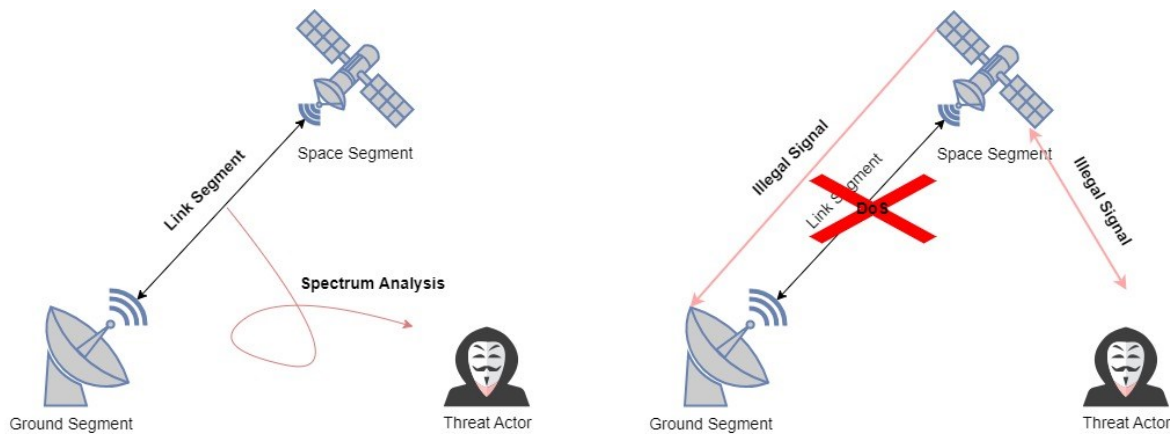 Space Segment
Link Segment
Spectrum Analysis
Ground Segment
Threat Actor
Illegal Signal
Link Segment
DoS
Space Segment
Illegal Signal
Ground Segment
Threat Actor